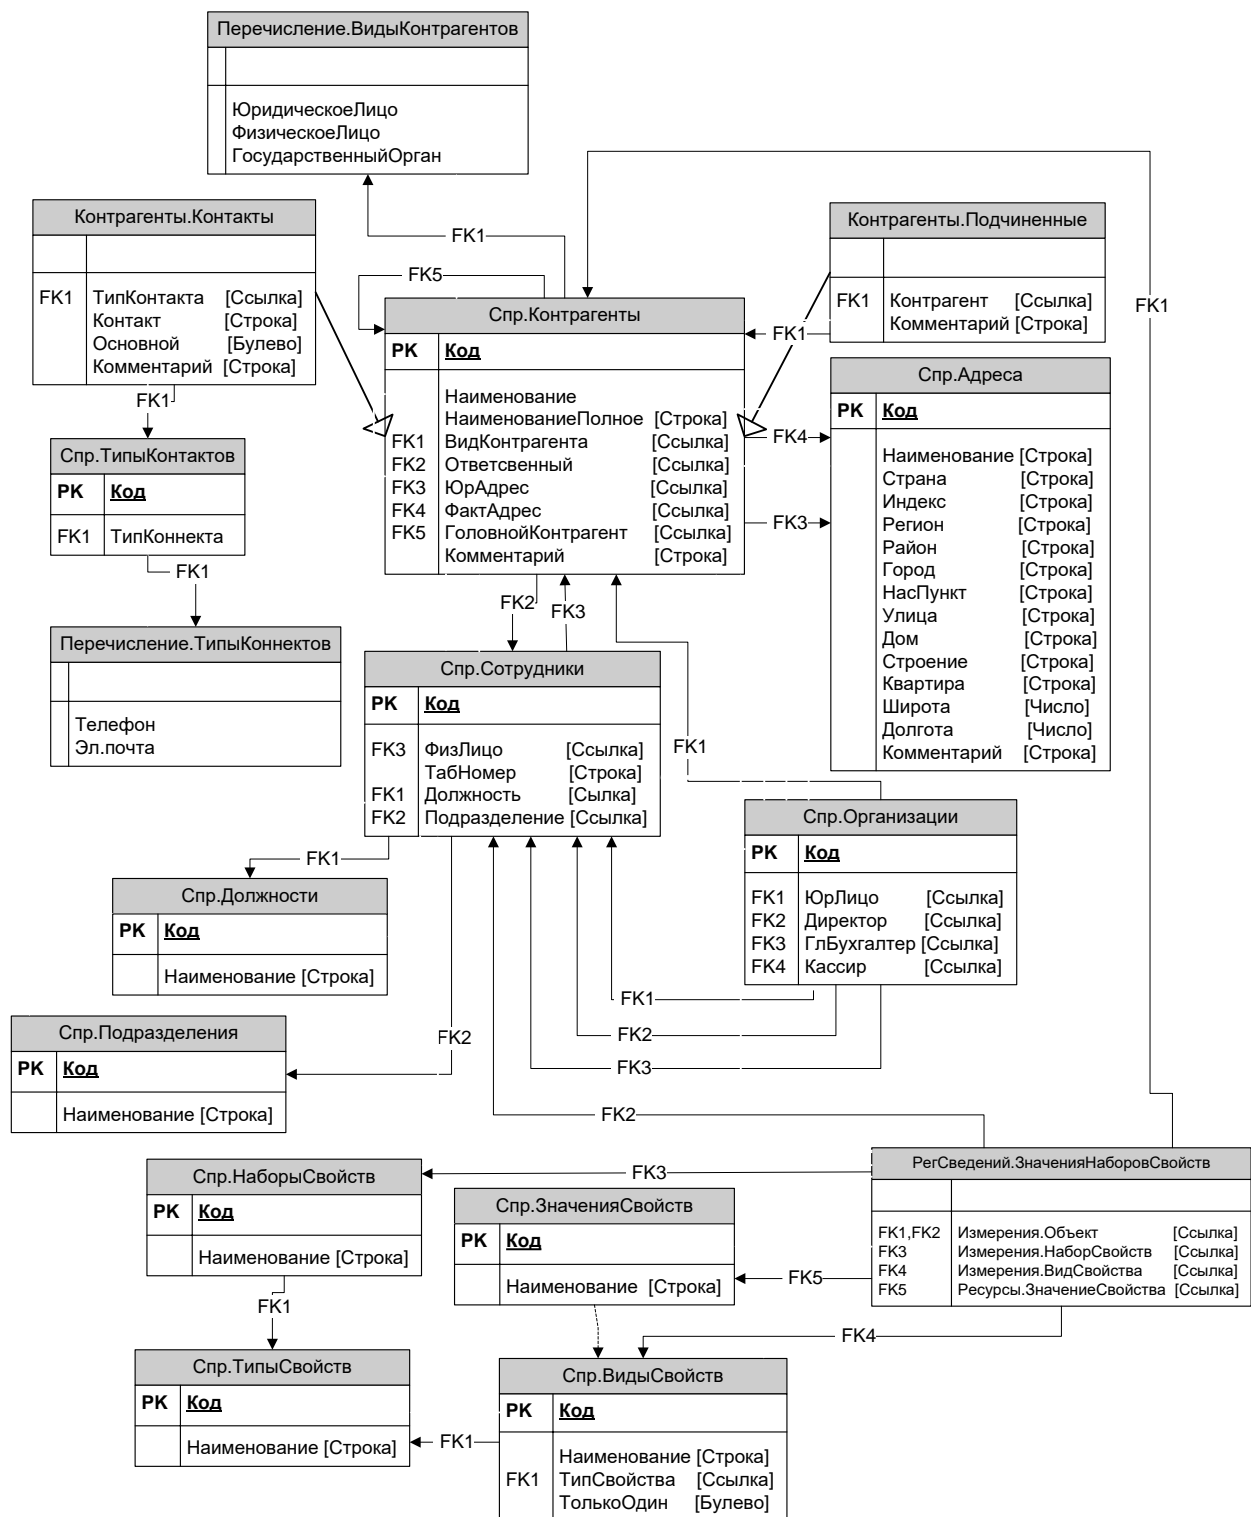 Перечисление.ВидыКонтрагентов
ЮридическоеЛицо
ФизическоеЛицо
ГосударственныйОрган
Контрагенты.Контакты
FK1 ТипКонтакта [Ссылка]
Контакт [Строка]
Основной [Булево]
Комментарий [Строка]
FK1
FK5
Контрагенты.Подчиненные
FK1 Контрагент [Ссылка]
Комментарий [Строка]
FK1
FK1
Спр.Контрагенты
PK Код
Наименование
НаименованиеПолное [Строка]
FK1 ВидКонтрагента [Ссылка]
FK2 Ответсвенный [Ссылка]
FK3 ЮрАдрес [Ссылка]
FK4 ФактАдрес [Ссылка]
FK5 ГоловнойКонтрагент [Ссылка]
Комментарий [Строка]
FK4
FK3
Спр.Адреса
PK Код
Наименование [Строка]
Страна [Строка]
Индекс [Строка]
Регион [Строка]
Район [Строка]
Город [Строка]
НасПункт [Строка]
Улица [Строка]
Дом [Строка]
Строение [Строка]
Квартира [Строка]
Широта [Число]
Долгота [Число]
Комментарий [Строка]
FK1
Спр.ТипыКонтактов
PK Код
FK1 ТипКоннекта
FK1
Перечисление.ТипыКоннектов
Телефон
Эл.почта
FK2
FK3
Спр.Сотрудники
PK Код
FK3 ФизЛицо [Ссылка]
ТабНомер [Строка]
FK1 Должность [Сылка]
FK2 Подразделение [Ссылка]
FK1
FK1
Спр.Организации
PK Код
FK1 ЮрЛицо [Ссылка]
FK2 Директор [Ссылка]
FK3 ГлБухгалтер [Ссылка]
FK4 Кассир [Ссылка]
Спр.Должности
PK Код
Наименование [Строка]
FK1
FK2
FK3
FK2
Спр.Подразделения
PK Код
Наименование [Строка]
FK2
FK3
РегСведений.ЗначенияНаборовСвойств
FK1,FK2 Измерения.Объект [Ссылка]
FK3 Измерения.НаборСвойств [Ссылка]
FK4 Измерения.ВидСвойства [Ссылка]
FK5 Ресурсы.ЗначениеСвойства [Ссылка]
Спр.НаборыСвойств
PK Код
Наименование [Строка]
Спр.ЗначенияСвойств
PK Код
Наименование [Строка]
FK5
FK1
FK4
Спр.ТипыСвойств
PK Код
Наименование [Строка]
FK1
Спр.ВидыСвойств
PK Код
Наименование [Строка]
FK1 ТипСвойства [Ссылка]
ТолькоОдин [Булево]